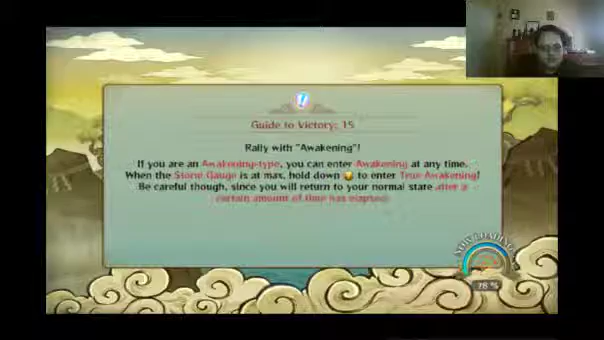 Guide to Victory: 15
Rally with "Awakening"!
If you are an Awakening-type, you can enter Awakening at any time.
When the Storm Gauge is at max, hold down to enter True Awakening!
Be careful though, since you will return to your normal state after a
certain amount of time has elapsed.
NOW LOADING
78 %